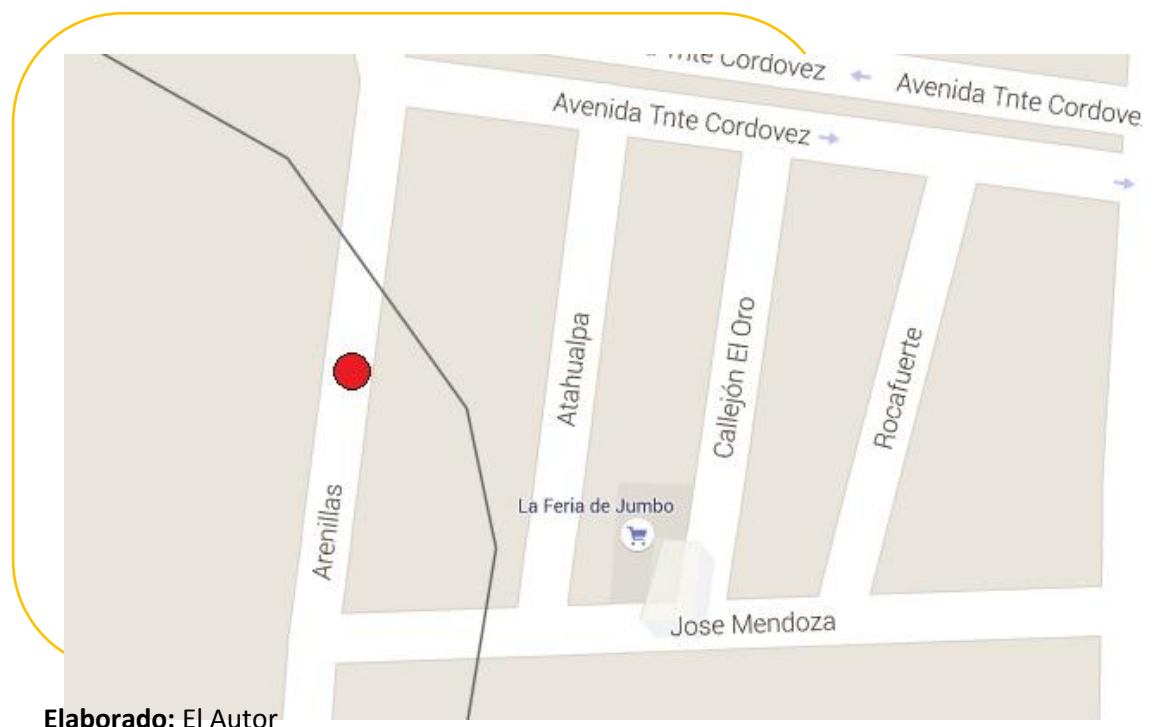 Cordovez
Avenida Tnte Cordove
Avenida Tnte Cordovez
Atahualpa
Callejón El Oro
Rocafuerte
Arenillas
La Feria de Jumbo
Jose Mendoza
Elaborado: El Autor